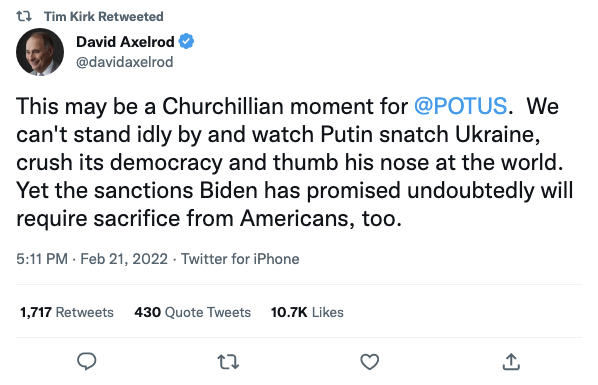 Tim Kirk Retweeted
David Axelrod
@davidaxelrod
This may be a Churchillian moment for @POTUS.  We
can't stand idly by and watch Putin snatch Ukraine,
crush its democracy and thumb his nose at the world.
Yet the sanctions Biden has promised undoubtedly will
require sacrifice from Americans, too.
5:11 PM · Feb 21, 2022 · Twitter for iPhone
1,717 Retweets 430 Quote Tweets 10.7K Likes